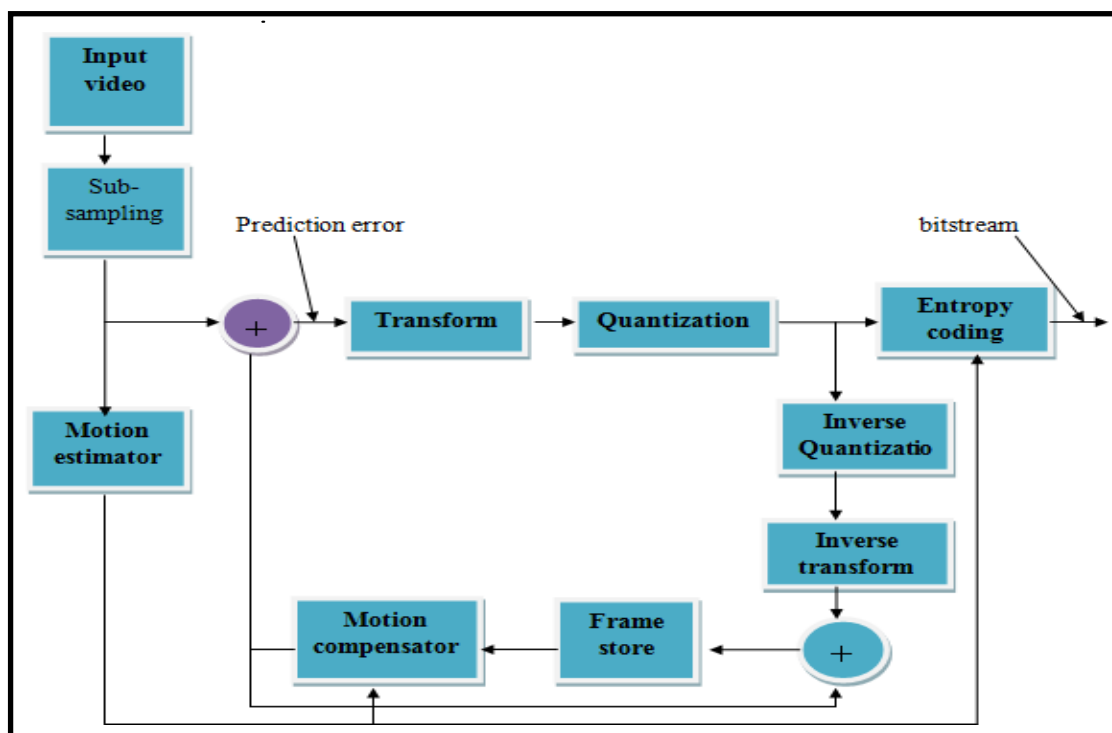 Input
video
Sub-
sampling
Prediction error
bitstream
+
Transform
Quantization
Entropy
coding
Motion
estimator
Inverse
Quantizatio
Inverse
transform
Motion
compensator
Frame
store
+